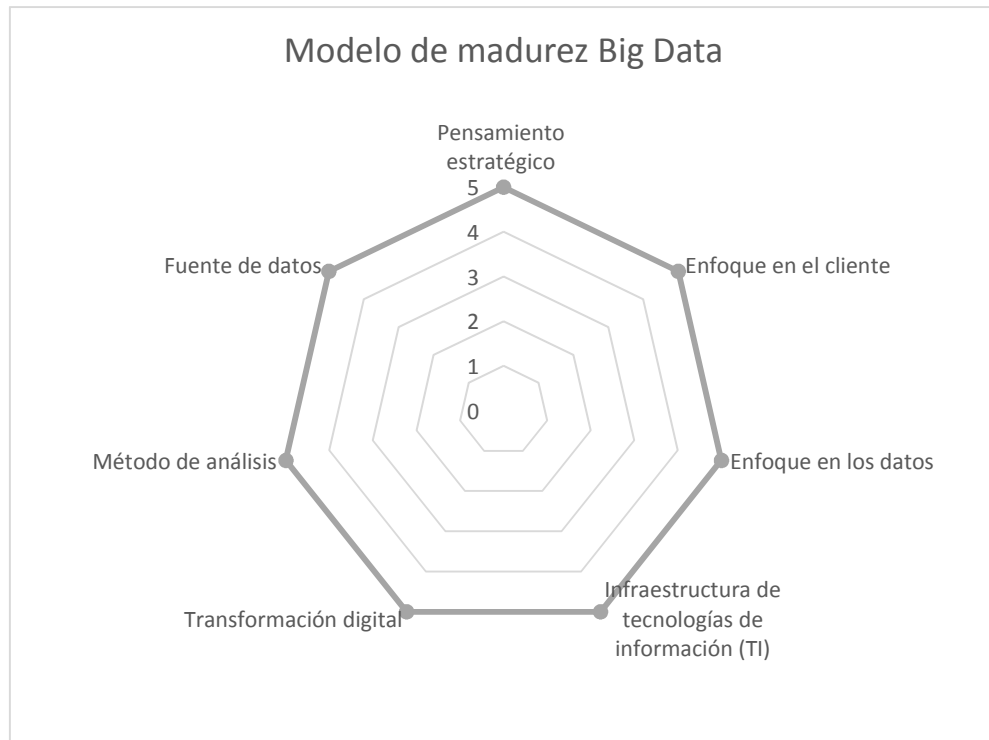 Modelo de madurez Big Data
Pensamiento
estratégico
5
4
3
2
1
0
Fuente de datos
Enfoque en el cliente
Método de análisis
Enfoque en los datos
Transformación digital
Infraestructura de
tecnologías de
información (TI)